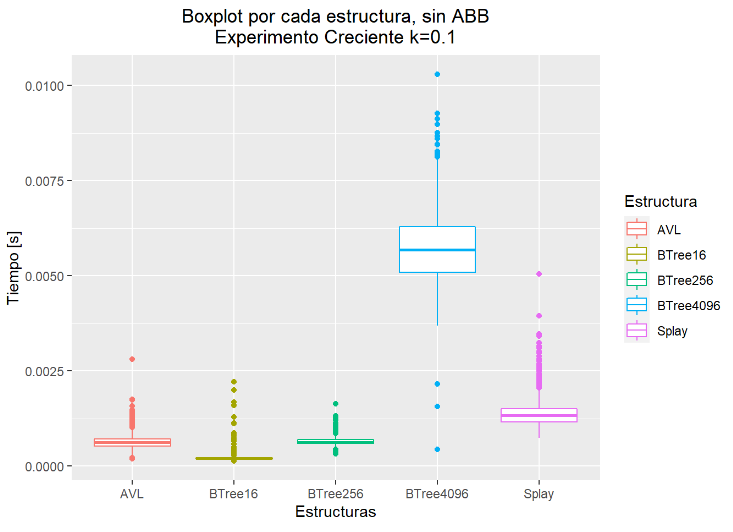 Boxplot por cada estructura, sin ABB
Experimento Creciente k=0.1
Tiempo [s]
0.0100
0.0075
0.0050
0.0025
0.0000
AVL
BTree16
BTree256
BTree4096
Splay
Estructuras
Estructura
AVL
BTree16
BTree256
BTree4096
Splay